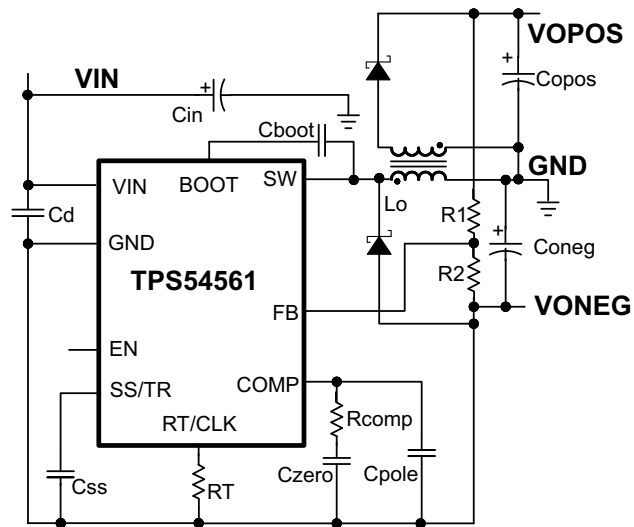 VOPOS
VIN
Copos
Cin
Cboot
GND
VIN
BOOT
SW
Lo
R1
Cd
GND
Coneg
TPS54561
R2
FB
VONEG
EN
COMP
SS/TR
Rcomp
RT/CLK
Css
RT
Czero
Cpole